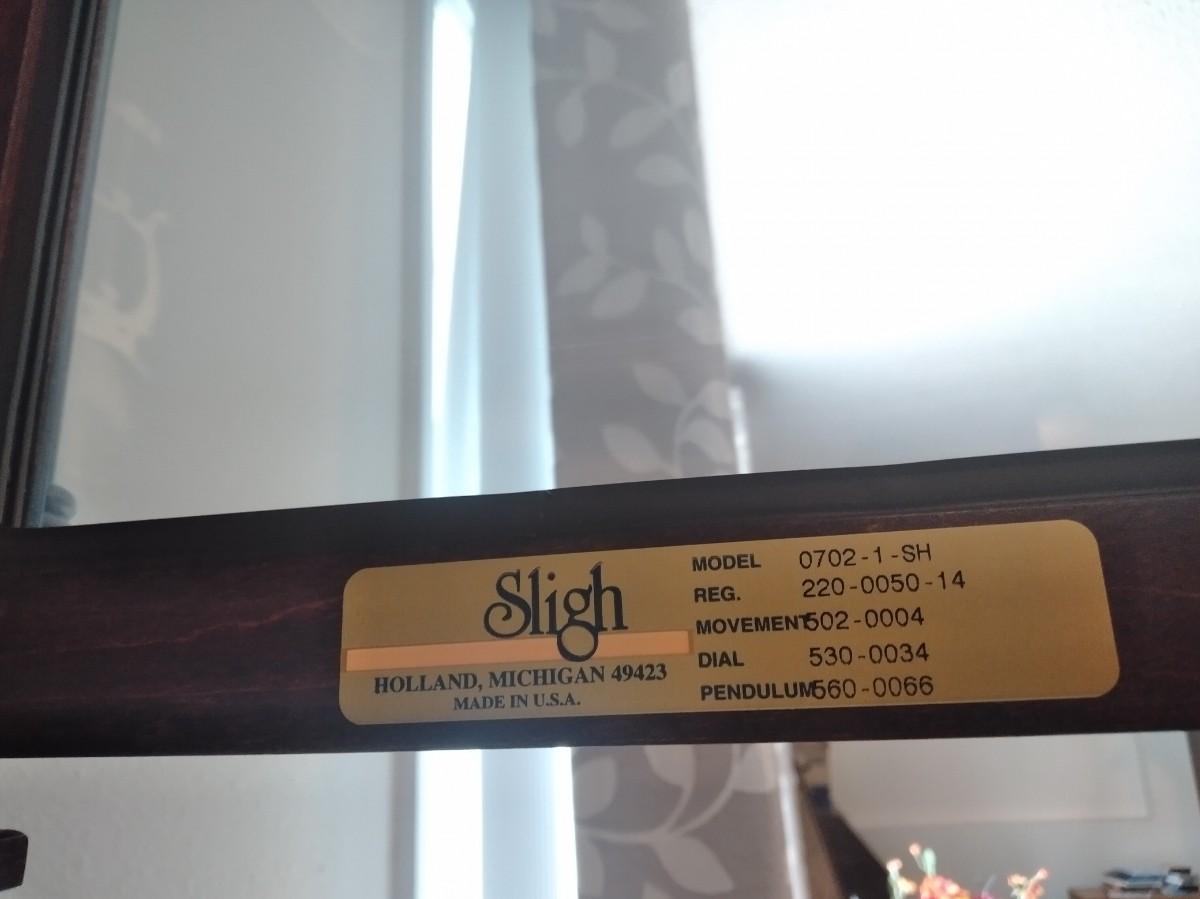 Sligh
HOLLAND, MICHIGAN 49423
MADE IN U.S.A.
MODEL 0702-1-SH
REG. 220-0050-14
MOVEMENT 502-0004
DIAL 530-0034
PENDULUM 560-0066